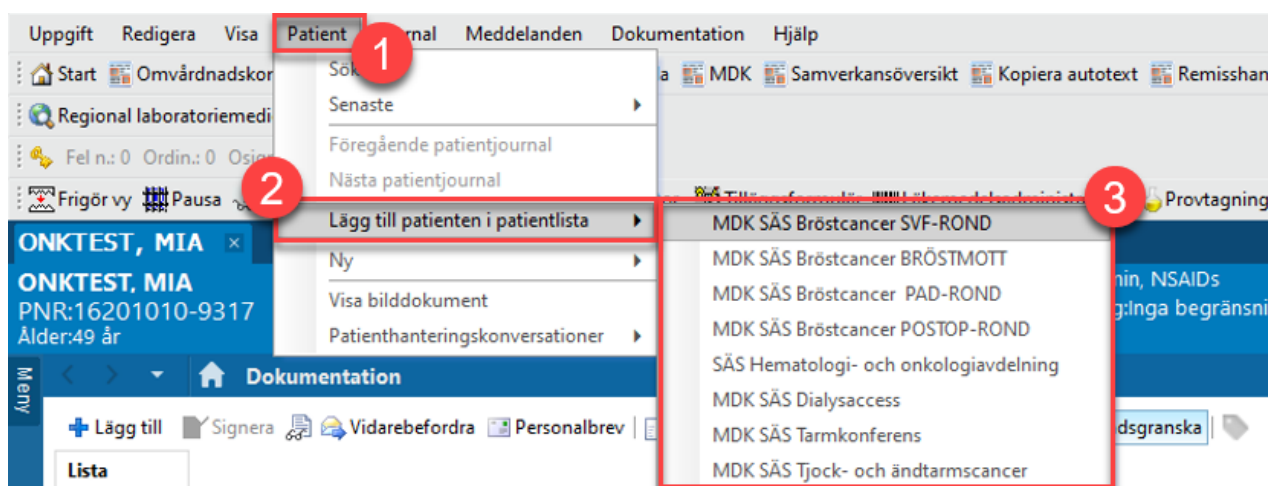 Uppgift Redigera Visa Patient Meddelanden Dokumentation Hjälp
1
Start Omvårdnadskor Sök MDK Samverkansöversikt Kopiera autotext Remisshan
Senaste
Regional laboratoriemedi
Föregående patientjournal
Fel n.: 0 Ordin.: 0
Nästa patientjournal
2
3
Frigör vy Pausa Lägg till patienten i patientlista Provtagning
MDK SÄS Bröstcancer SVF-ROND
ONKTEST, MIA
Ny
MDK SÄS Bröstcancer BRÖSTMOTT
ONKTEST, MIA
min, NSAIDs
PNR:16201010-9317
Visa bilddokument
MDK SÄS Bröstcancer PAD-ROND
g:Inga begränsni
Ålder:49 år
Patienthanteringskonversationer
MDK SÄS Bröstcancer POSTOP-ROND
SÄS Hematologi- och onkologiavdelning
Meny
Dokumentation
MDK SÄS Dialysaccess
Lägg till Signera Vidarebefordra Personalbrev
MDK SÄS Tarmkonferens
dsgranska
Lista
MDK SÄS Tjock- och ändtarmscancer